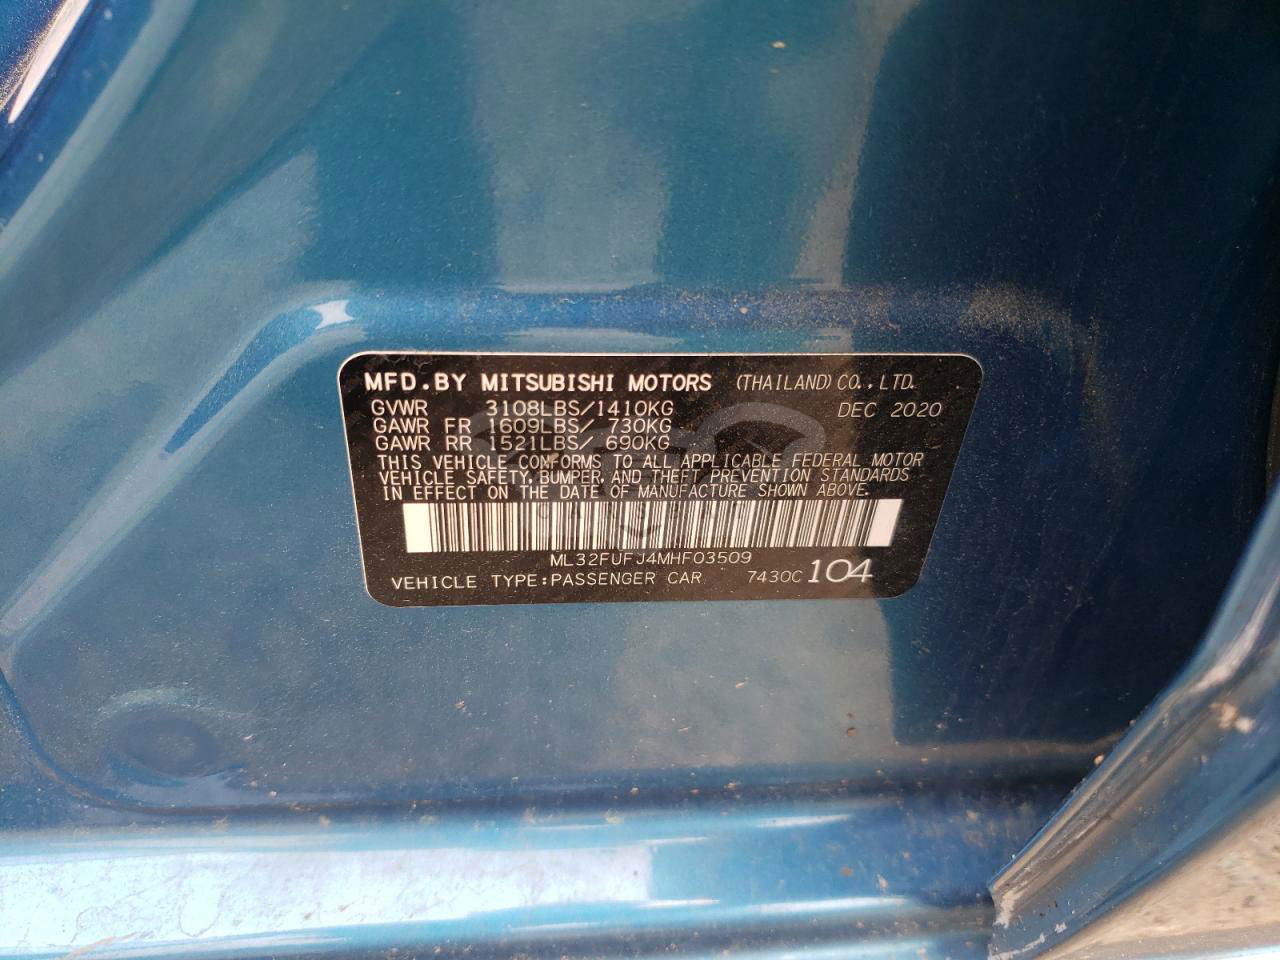 MFD.BY MITSUBISHI MOTORS (THAILAND) CO.,LTD.
GVWR 3108LBS/1410KG DEC 2020
GAWR FR 1609LBS/ 730KG
GAWR RR 1521LBS/ 690KG
THIS VEHICLE CONFORMS TO ALL APPLICABLE FEDERAL MOTOR
VEHICLE SAFETY, BUMPER, AND THEFT PREVENTION STANDARDS
IN EFFECT ON THE DATE OF MANUFACTURE SHOWN ABOVE.
ML32FUFJ4MHF03509
VEHICLE TYPE:PASSENGER CAR 7430C 104